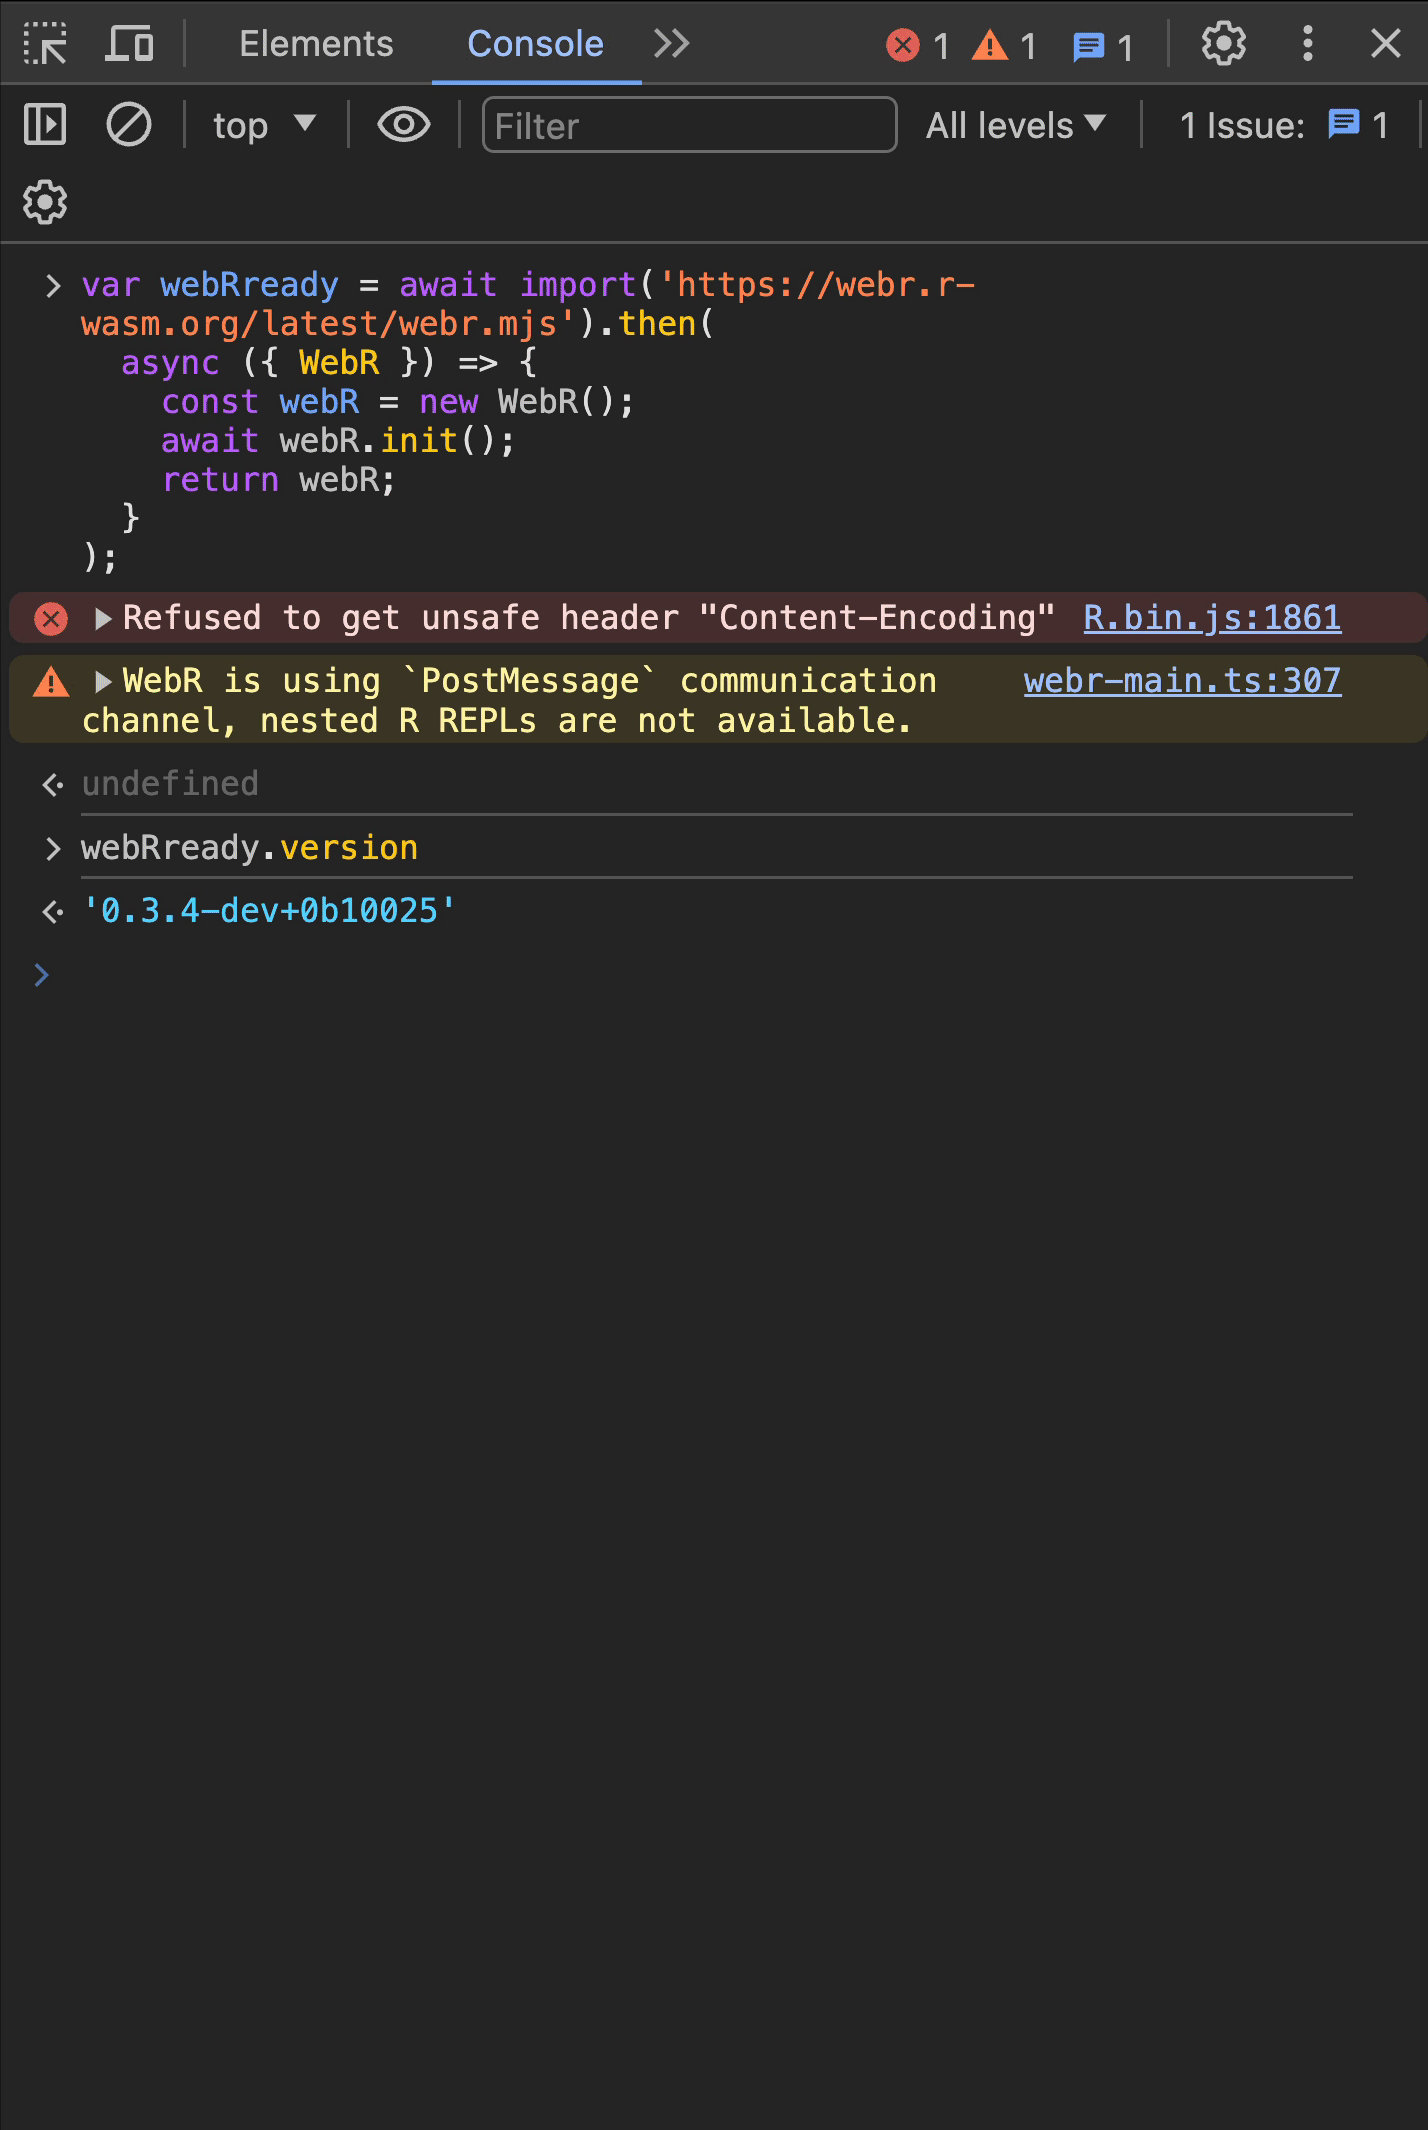 Elements Console 1 1 1
top Filter All levels 1 Issue: 1
var webRready = await import('https://webr.r-
wasm.org/latest/webr.mjs').then(
  async ({ WebR }) => {
    const webR = new WebR();
    await webR.init();
    return webR;
  }
);
Refused to get unsafe header "Content-Encoding" R.bin.js:1861
WebR is using `PostMessage` communication webr-main.ts:307
channel, nested R REPLs are not available.
undefined
webRready.version
'0.3.4-dev+0b10025'